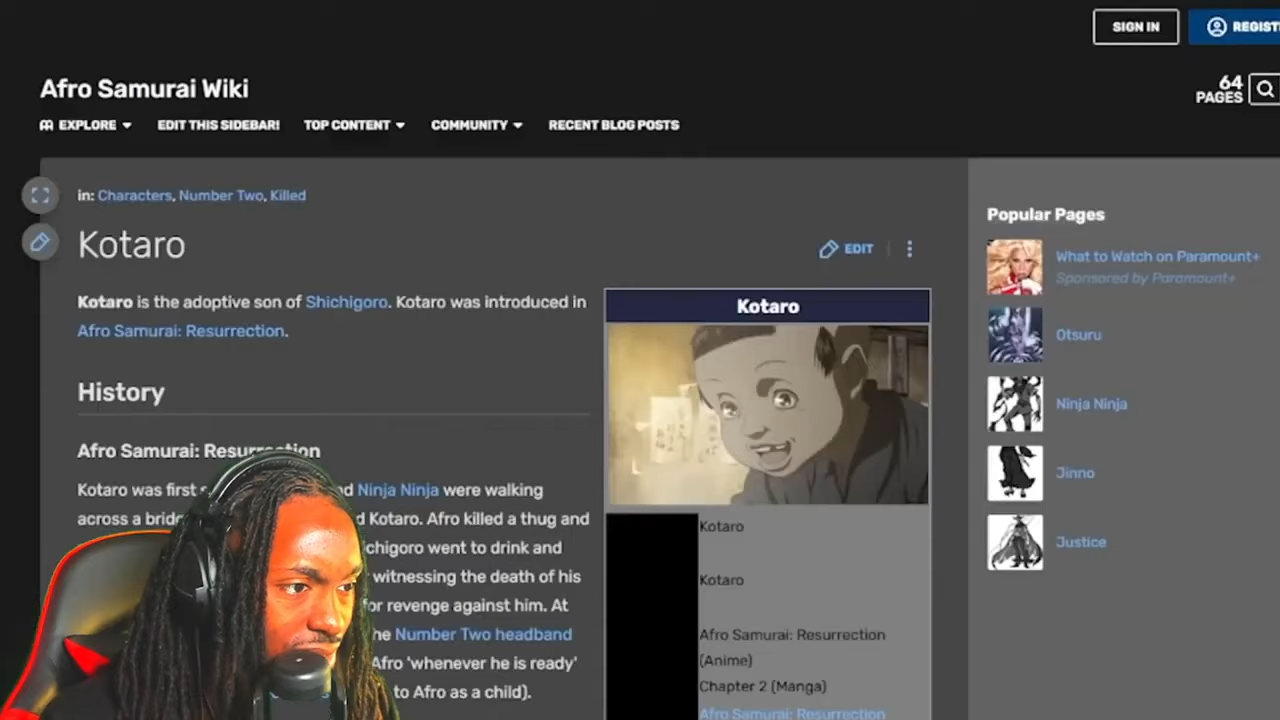 SIGN IN
Afro Samurai Wiki
64
PAGES
EXPLORE
EDIT THIS SIDEBAR!
TOP CONTENT
COMMUNITY
RECENT BLOG POSTS
in: Characters, Number Two, Killed
Kotaro
EDIT
Kotaro is the adoptive son of Shichigoro. Kotaro was introduced in
Afro Samurai: Resurrection.
History
Afro Samurai: Resurrection
Kotaro was first
Ninja Ninja were walking
across a
Kotaro. Afro killed a thug and
went to drink and
witnessing the death of his
revenge against him. At
Number Two headband
Afro 'whenever he is ready'
to Afro as a child).
Kotaro
Kotaro
Kotaro
Afro Samurai: Resurrection
(Anime)
Chapter 2 (Manga)
Afro Samurai: Resurrection
Popular Pages
What to Watch on Paramount+
Sponsored by Paramount+
Otsuru
Ninja Ninja
Jinno
Justice